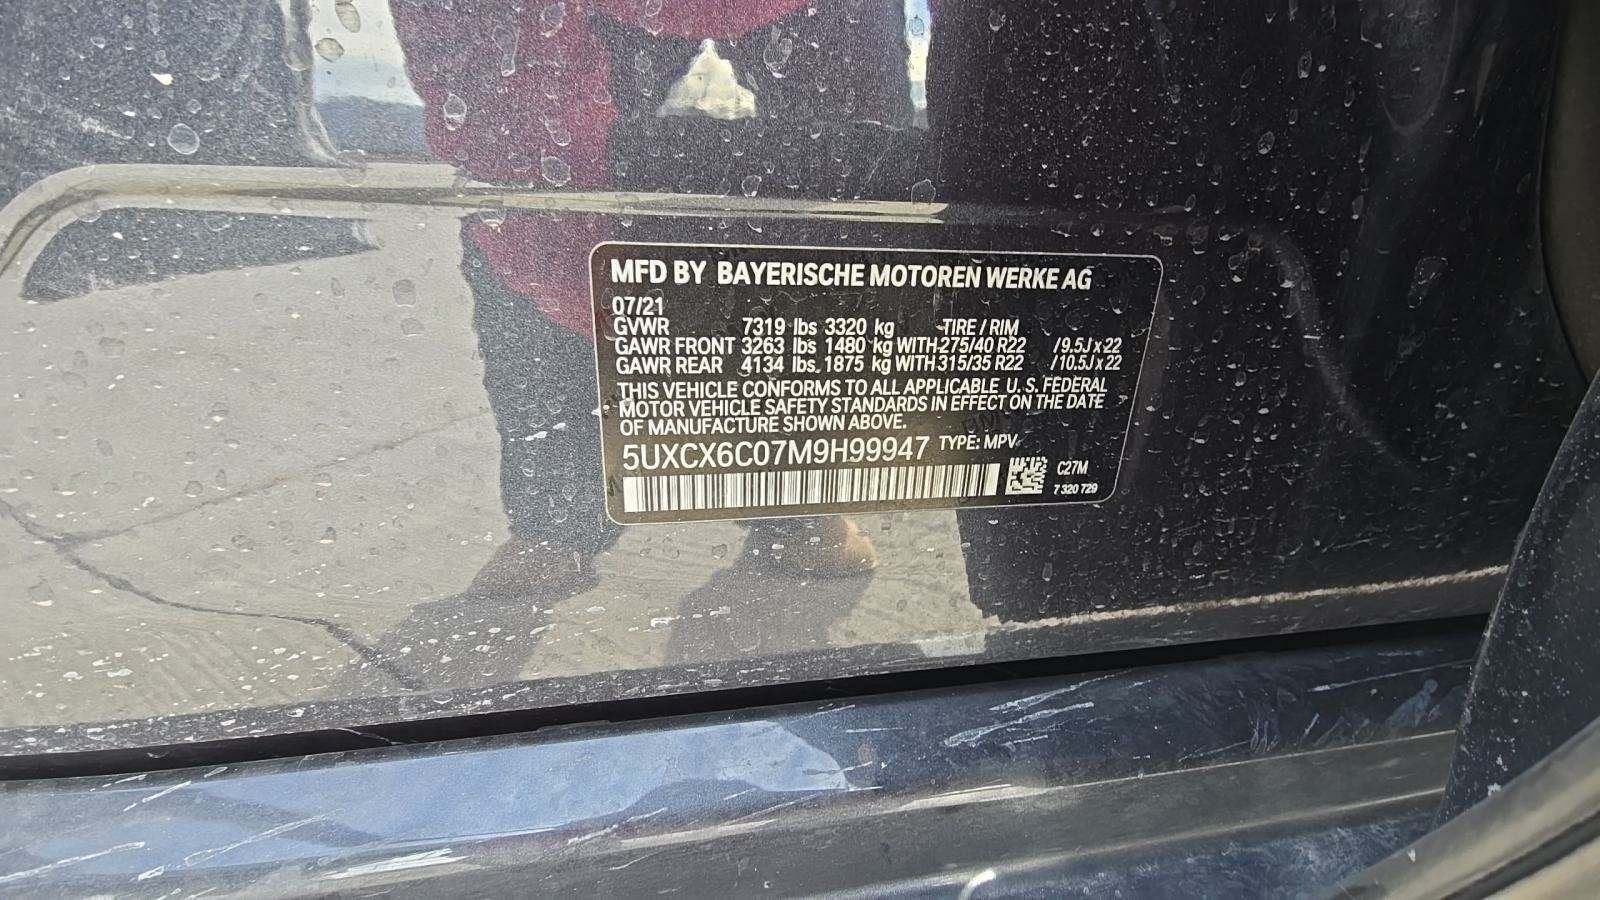 MFD BY BAYERISCHE MOTOREN WERKE AG
07/21
GVWR 7319 lbs 3320 kg TIRE / RIM
GAWR FRONT 3263 lbs 1480 kg WITH 275/40 R22 /9.5J x 22
GAWR REAR 4134 lbs 1875 kg WITH 315/35 R22 /10.5J x 22
THIS VEHICLE CONFORMS TO ALL APPLICABLE U. S. FEDERAL
MOTOR VEHICLE SAFETY STANDARDS IN EFFECT ON THE DATE
OF MANUFACTURE SHOWN ABOVE.
5UXCX6C07M9H99947 TYPE: MPV
C27M
7 320 729